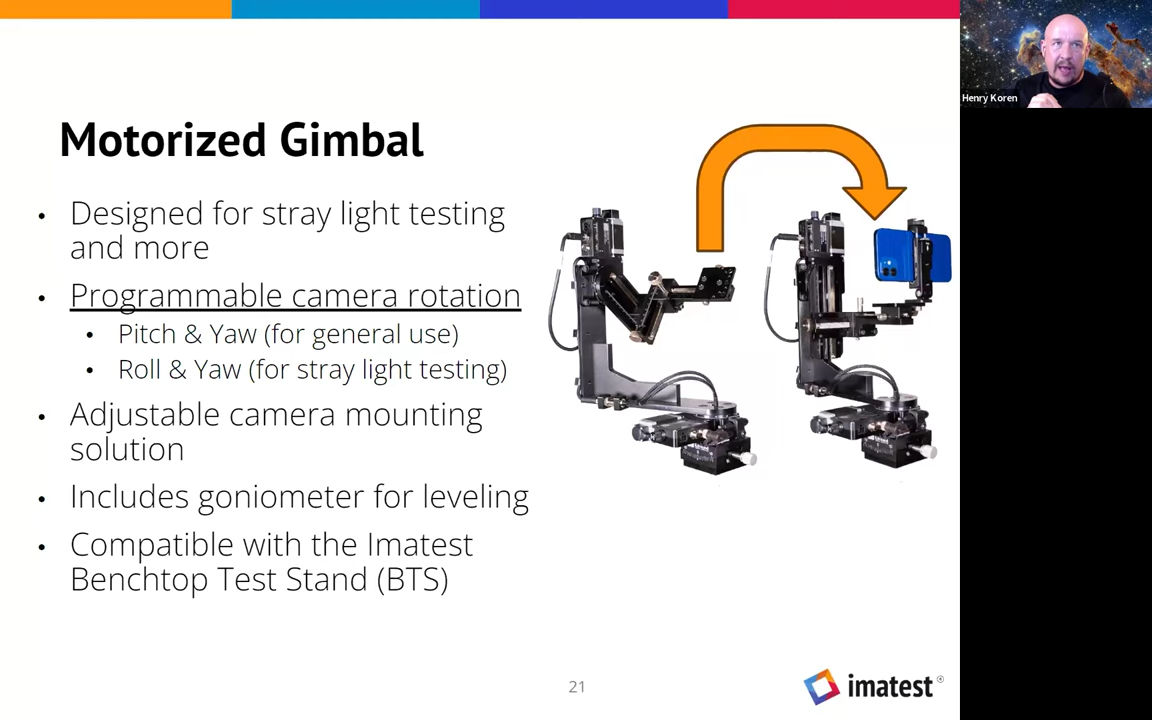 Henry Koren
Motorized Gimbal
• Designed for stray light testing
and more
• Programmable camera rotation
• Pitch & Yaw (for general use)
• Roll & Yaw (for stray light testing)
• Adjustable camera mounting
solution
• Includes goniometer for leveling
• Compatible with the Imatest
Benchtop Test Stand (BTS)
21
imatest®